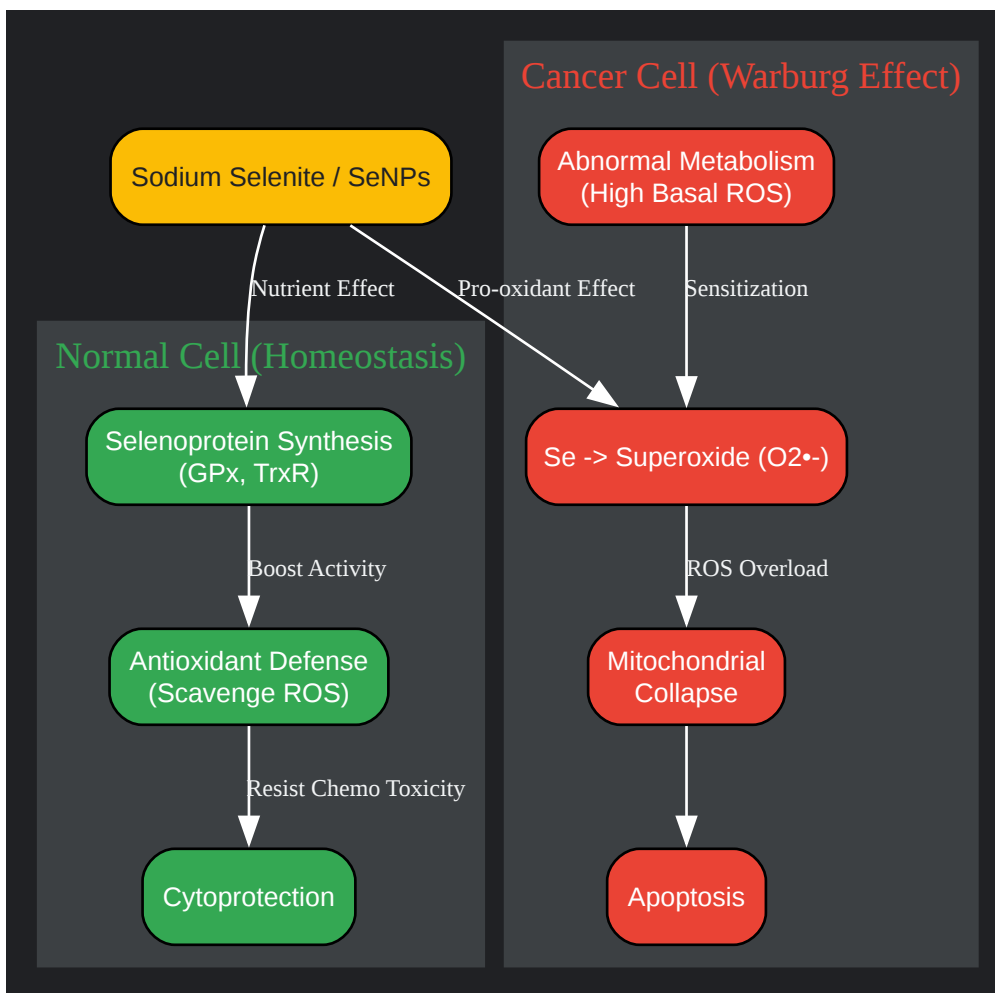 Cancer Cell (Warburg Effect)
Sodium Selenite / SeNPs
Abnormal Metabolism
(High Basal ROS)
Nutrient Effect
Pro-oxidant Effect
Sensitization
Normal Cell (Homeostasis)
Selenoprotein Synthesis
(GPx, TrxR)
Se -> Superoxide (O2•-)
Boost Activity
ROS Overload
Antioxidant Defense
(Scavenge ROS)
Mitochondrial
Collapse
Resist Chemo Toxicity
Cytoprotection
Apoptosis